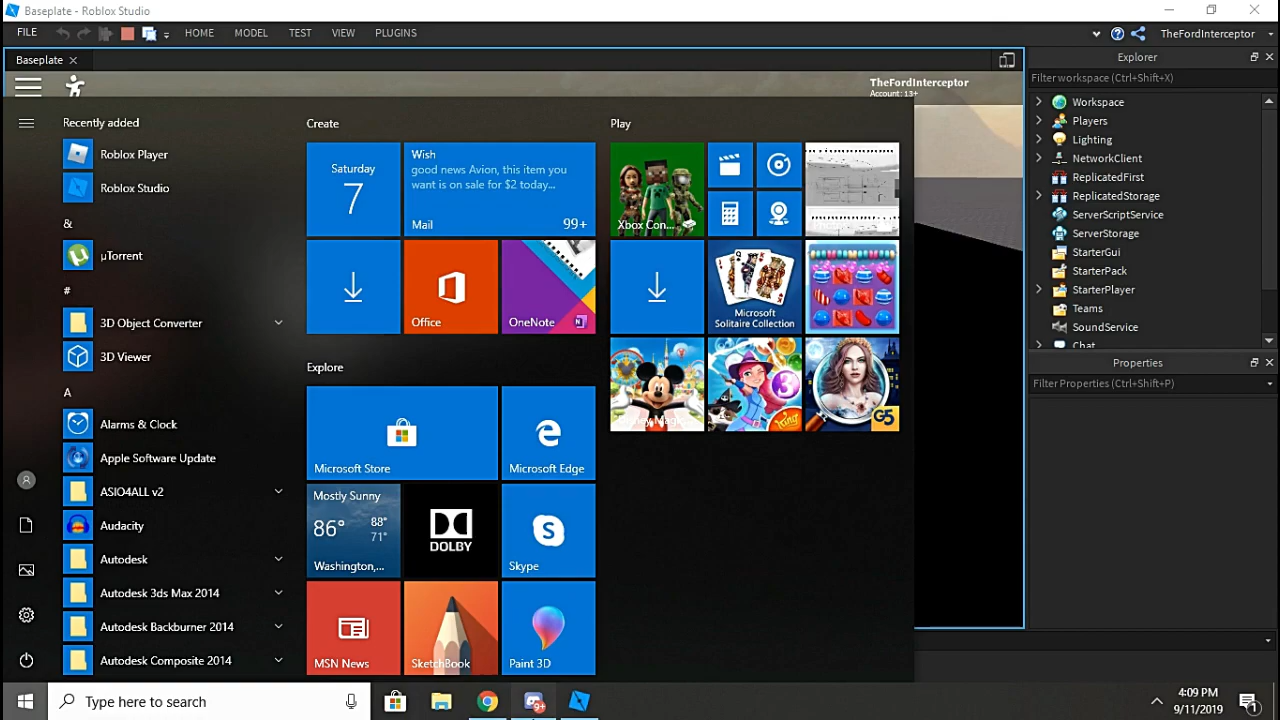 Baseplate - Roblox Studio
FILE
HOME
MODEL
TEST
VIEW
PLUGINS
TheFordInterceptor
Baseplate
TheFordInterceptor
Account: 13+
Explorer
Filter workspace (Ctrl+Shift+X)
Workspace
Players
Lighting
NetworkClient
ReplicatedFirst
ReplicatedStorage
ServerScriptService
ServerStorage
StarterGui
StarterPack
StarterPlayer
Teams
SoundService
Chat
Properties
Filter Properties (Ctrl+Shift+P)
Recently added
Roblox Player
Roblox Studio
&
µTorrent
#
3D Object Converter
3D Viewer
A
Alarms & Clock
Apple Software Update
ASIO4ALL v2
Audacity
Autodesk
Autodesk 3ds Max 2014
Autodesk Backburner 2014
Autodesk Composite 2014
Create
Saturday
7
Wish
good news Avion, this item you
want is on sale for $2 today...
Mail
99+
Office
OneNote
N
Explore
Microsoft Store
Microsoft Edge
Mostly Sunny
86°
88°
71°
Washington,...
DOLBY
S
Skype
MSN News
SketchBook
Paint 3D
Play
Xbox Con...
Microsoft
Solitaire Collection
3
King
G5
Type here to search
9+
4:09 PM
9/11/2019
1